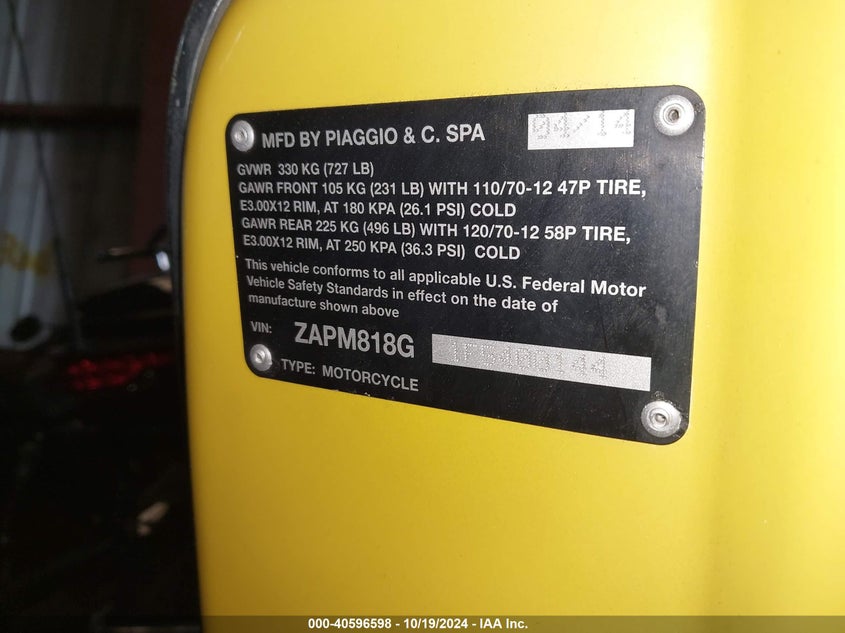 MFD BY PIAGGIO & C. SPA 04/14
GVWR 330 KG (727 LB)
GAWR FRONT 105 KG (231 LB) WITH 110/70-12 47P TIRE,
E3.00X12 RIM, AT 180 KPA (26.1 PSI) COLD
GAWR REAR 225 KG (496 LB) WITH 120/70-12 58P TIRE,
E3.00X12 RIM, AT 250 KPA (36.3 PSI) COLD
This vehicle conforms to all applicable U.S. Federal Motor
Vehicle Safety Standards in effect on the date of
manufacture shown above
VIN: ZAPM818G
TYPE: MOTORCYCLE
000-40596598 - 10/19/2024 - IAA Inc.